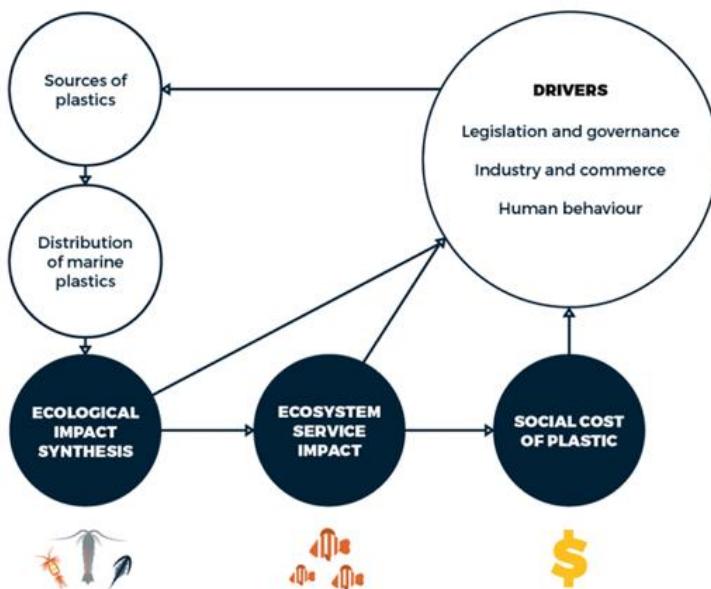 Sources of
plastics
DRIVERS
Legislation and governance
Industry and commerce
Human behaviour
Distribution
of marine
plastics
ECOLOGICAL
IMPACT
SYNTHESIS
ECOSYSTEM
SERVICE
IMPACT
SOCIAL COST
OF PLASTIC
$